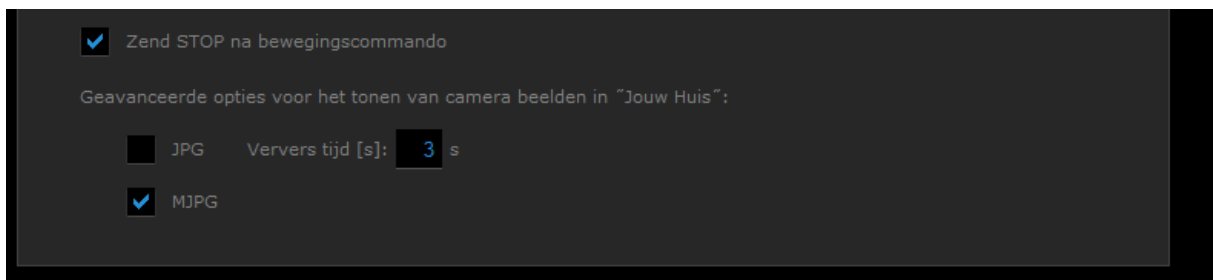 Zend STOP na bewegingscommando
Geavanceerde opties voor het tonen van camera beelden in ˝Jouw Huis˝:
JPG Ververs tijd [s]: 3 s
MJPG